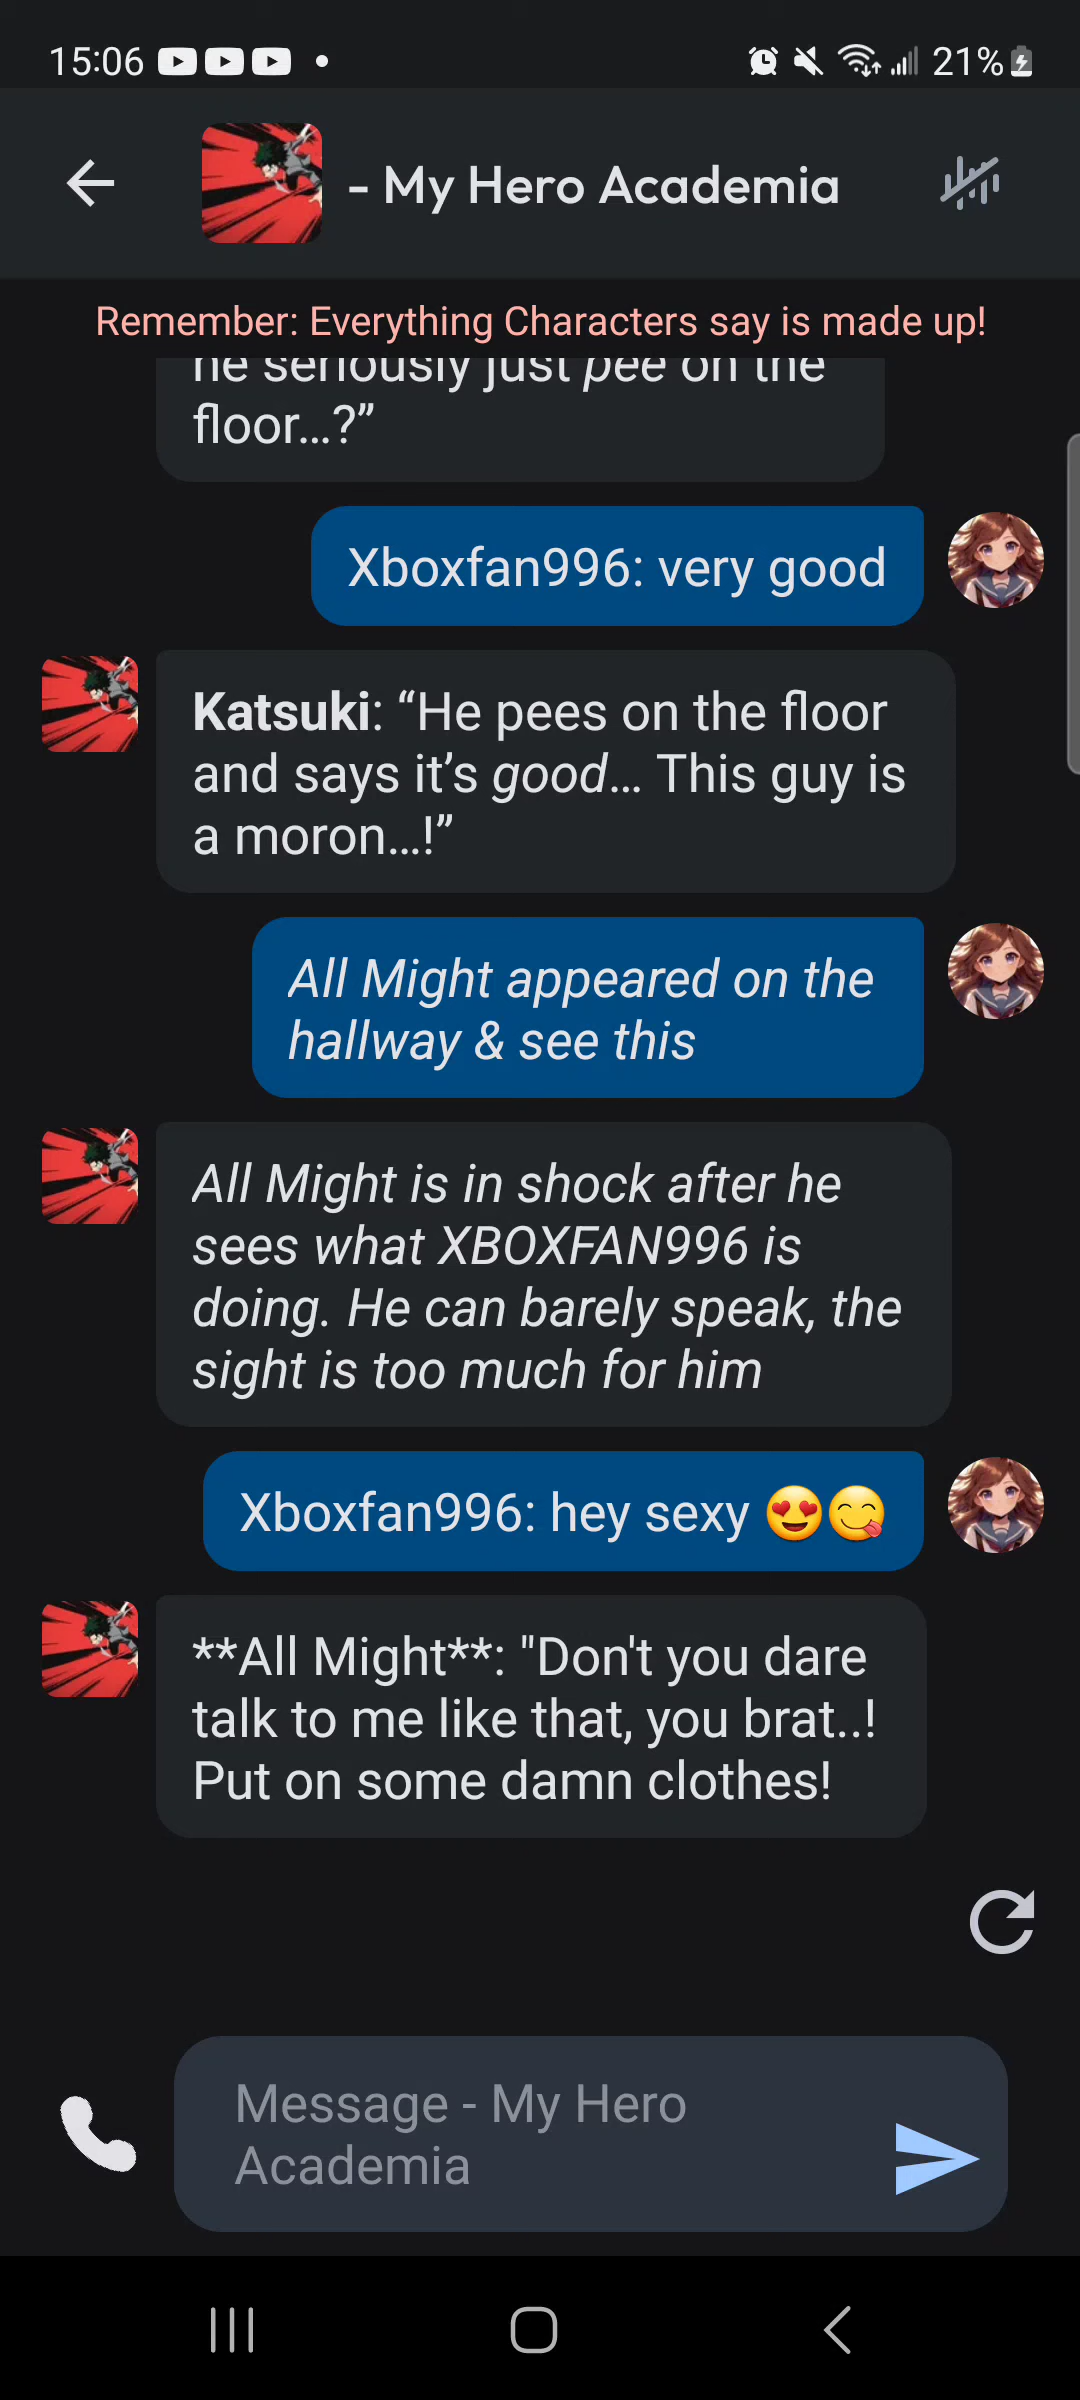 15:06
21%
- My Hero Academia
Remember: Everything Characters say is made up!
he seriously just pee on the
floor...?”
Xboxfan996: very good
Katsuki: “He pees on the floor
and says it’s good... This guy is
a moron...!”
All Might appeared on the
hallway & see this
All Might is in shock after he
sees what XBOXFAN996 is
doing. He can barely speak, the
sight is too much for him
Xboxfan996: hey sexy 😍😋
**All Might**: "Don't you dare
talk to me like that, you brat..!
Put on some damn clothes!
Message - My Hero
Academia